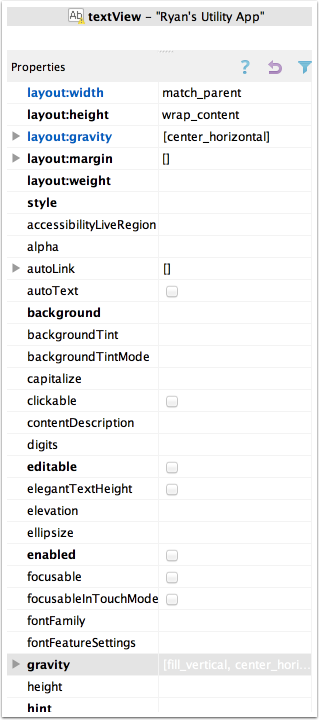 Ab textView – "Ryan's Utility App"
Properties ?
layout:width match_parent
layout:height wrap_content
layout:gravity [center_horizontal]
layout:margin []
layout:weight
style
accessibilityLiveRegion
alpha
autoLink []
autoText
background
backgroundTint
backgroundTintMode
capitalize
clickable
contentDescription
digits
editable
elegantTextHeight
elevation
ellipsize
enabled
focusable
focusableInTouchMode
fontFamily
fontFeatureSettings
gravity [fill_vertical, center_hori...
height
hint